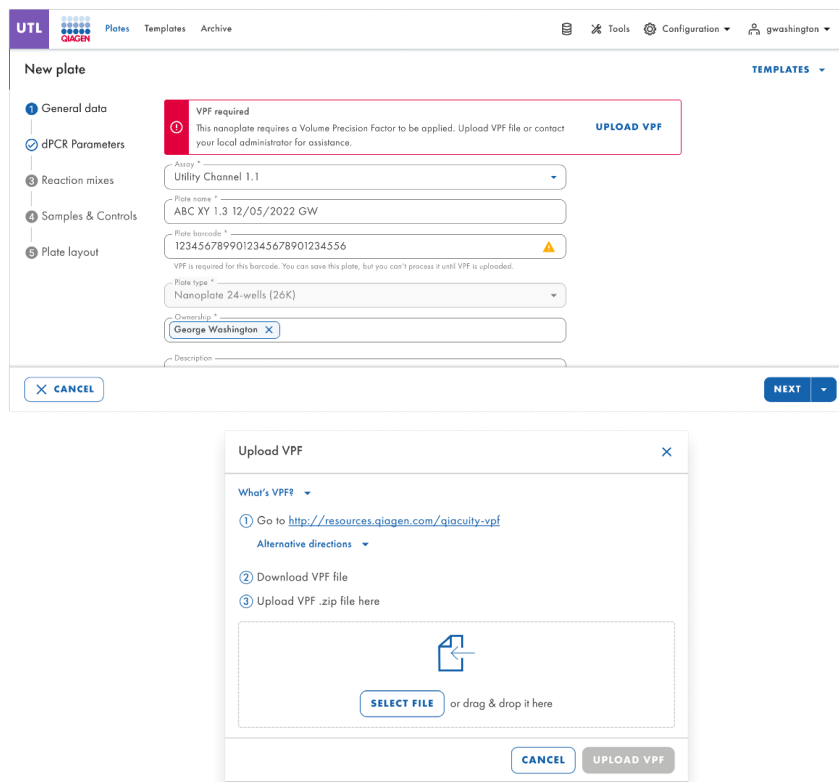 UTL QIAGEN Plates Templates Archive Tools Configuration gwashington
New plate
TEMPLATES
1 General data
dPCR Parameters
3 Reaction mixes
4 Samples & Controls
5 Plate layout
VPF required
This nanoplate requires a Volume Precision Factor to be applied. Upload VPF file or contact
your local administrator for assistance.
UPLOAD VPF
Assay *
Utility Channel 1.1
Plate name *
ABC XY 1.3 12/05/2022 GW
Plate barcode *
1234567899012345678901234556
VPF is required for this barcode. You can save this plate, but you can't process it until VPF is uploaded.
Plate type *
Nanoplate 24-wells (26K)
Ownership *
George Washington
Description
CANCEL
NEXT
Upload VPF
What's VPF?
1 Go to http://resources.qiagen.com/qiacuity-vpf
Alternative directions
2 Download VPF file
3 Upload VPF .zip file here
SELECT FILE or drag & drop it here
CANCEL UPLOAD VPF